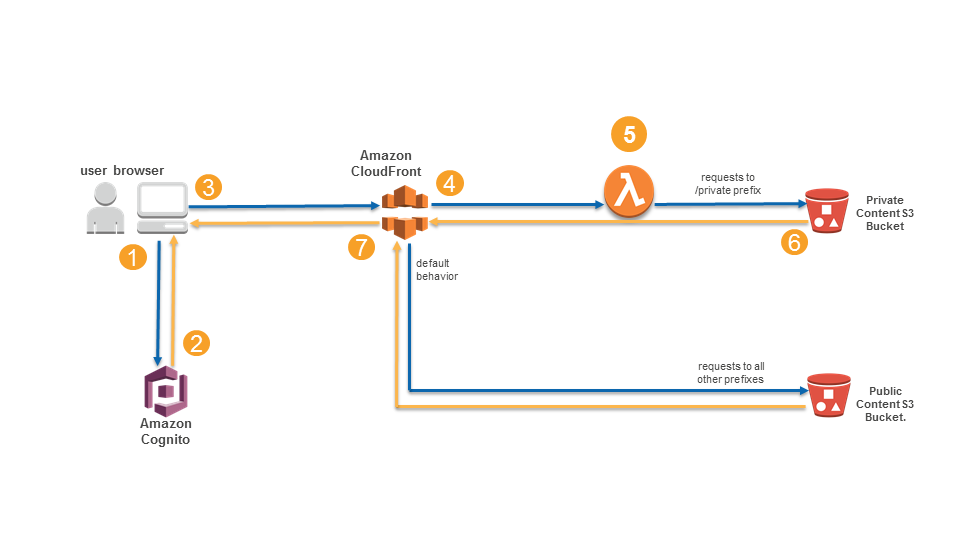 5
Amazon
CloudFront
user browser
3
4
requests to
/private prefix
Private
Content S3
Bucket
1
7
6
default
behavior
2
requests to all
other prefixes
Public
Content S3
Bucket.
Amazon
Cognito